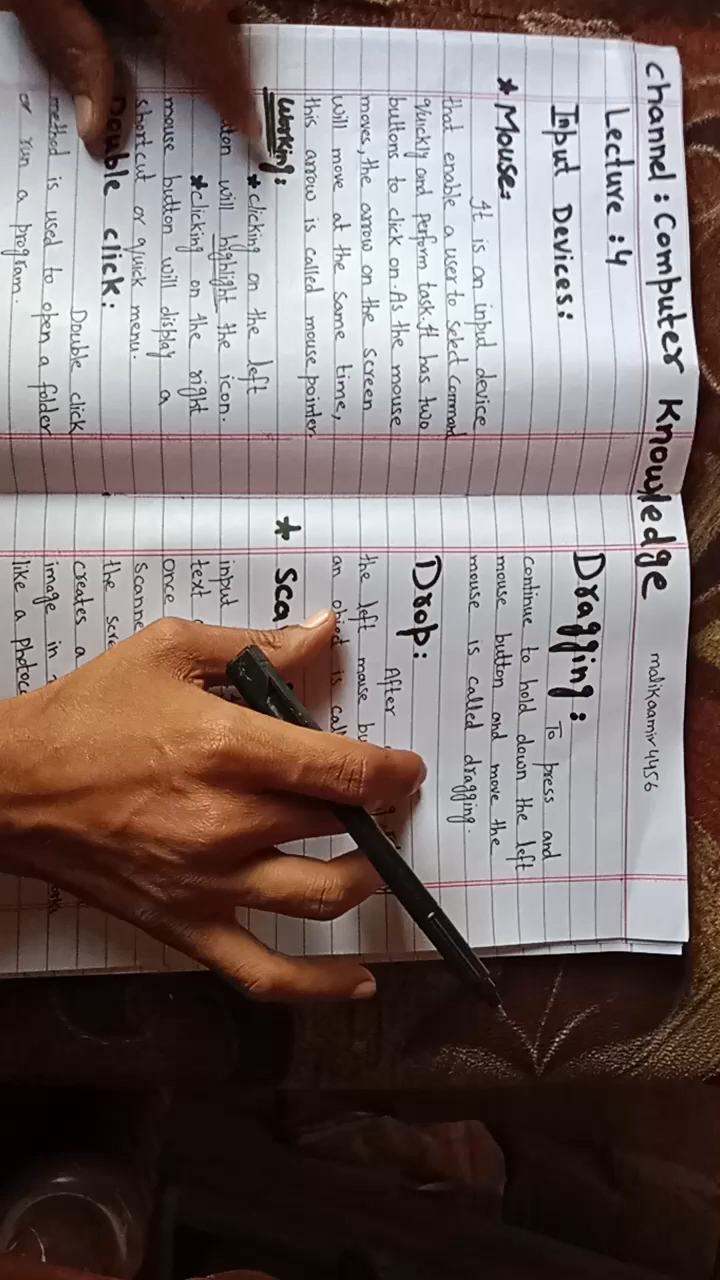 Channel: Computer Knowledge
malikaamir4456
Lecture :4
Input Devices:
* Mouse:
It is an input device
that enable a user to select command
quickly and perform task. It has two
buttons to click on. As the mouse
moves, the arrow on the screen
will move at the same time,
this arrow is called mouse pointer.
Working:
* clicking on the left
will highlight the icon.
* clicking on the right
mouse button will display a
shortcut or quick menu.
Double click:
Double click
method is used to open a folder
or run a program.
Dragging:
To press and
continue to hold down the left
mouse button and move the
mouse is called dragging.
Drop:
After
the left mouse
an object is
*
input
text
once
the
creates a
image in
like a